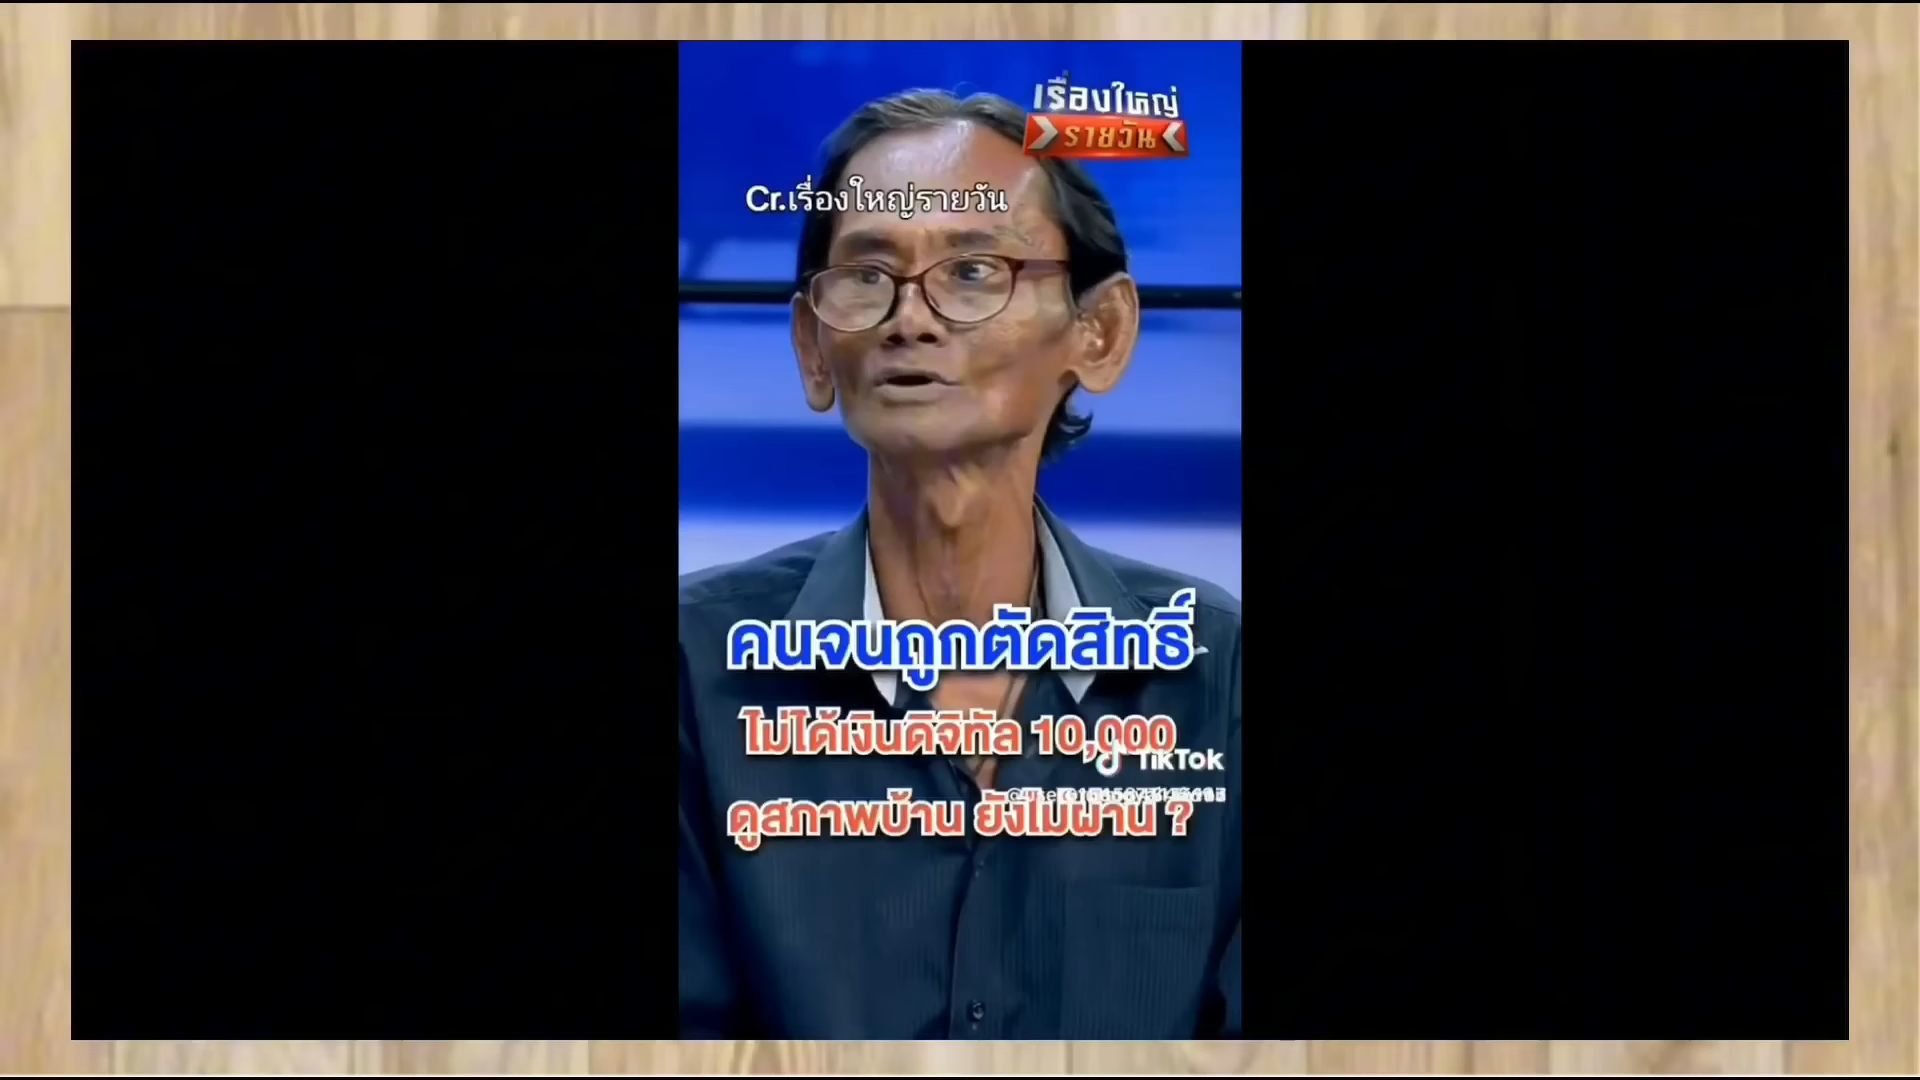 เรื่องใหญ่
รายวัน
Cr.เรื่องใหญ่รายวัน
คนจนถูกตัดสิทธิ์
ไม่ได้เงินดิจิทัล 10,000
TikTok
ดูสภาพบ้าน ยังไม่ผ่าน ?